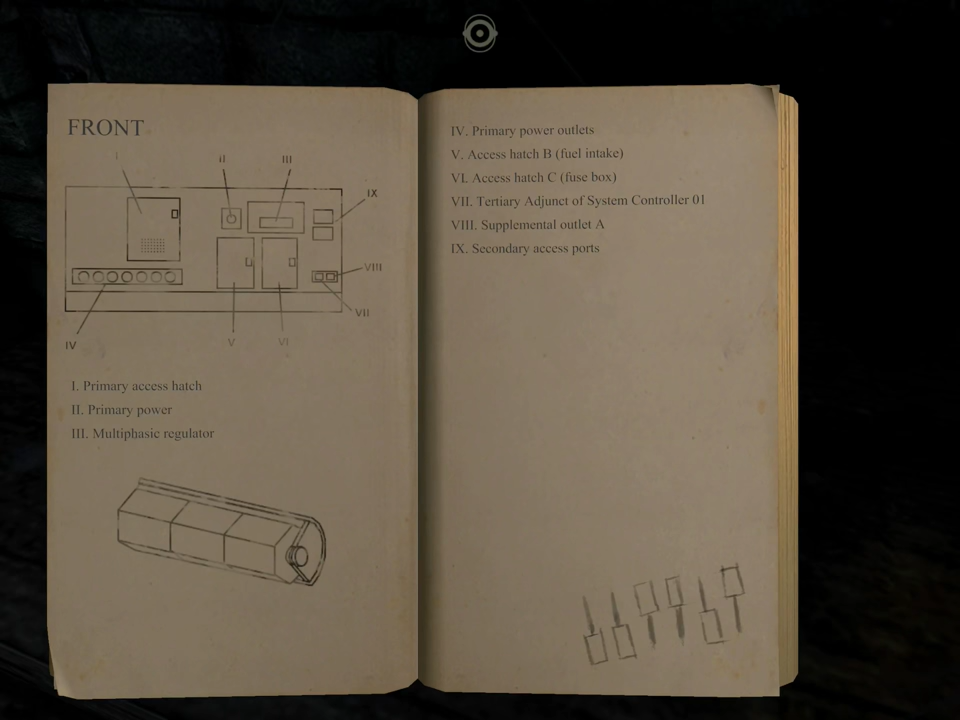 FRONT
I
II
III
IX
VIII
VII
IV
V
VI
I. Primary access hatch
II. Primary power
III. Multiphasic regulator
IV. Primary power outlets
V. Access hatch B (fuel intake)
VI. Access hatch C (fuse box)
VII. Tertiary Adjunct of System Controller 01
VIII. Supplemental outlet A
IX. Secondary access ports